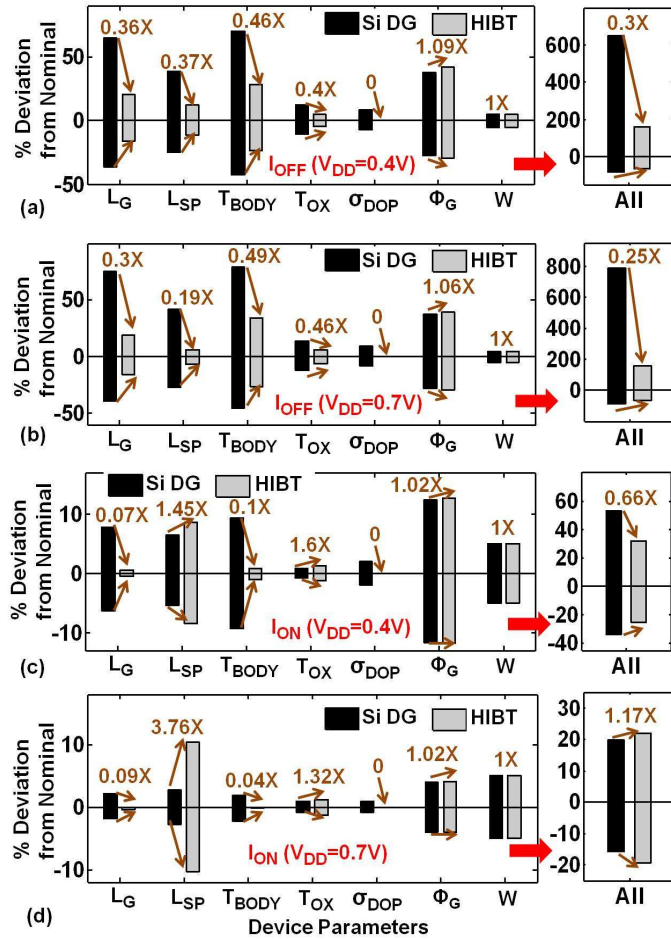 Si DG HIBT
0.36X 0.37X 0.46X 0.4X 0 1.09X 1X 0.3X
% Deviation
from Nominal
50
0
-50
600
400
200
0
I_OFF (V_DD=0.4V)
L_G L_SP T_BODY T_OX σ_DOP Φ_G W All
(a)
Si DG HIBT
0.3X 0.19X 0.49X 0.46X 0 1.06X 1X 0.25X
% Deviation
from Nominal
50
0
-50
800
600
400
200
0
I_OFF (V_DD=0.7V)
L_G L_SP T_BODY T_OX σ_DOP Φ_G W All
(b)
Si DG HIBT
0.07X 1.45X 0.1X 1.6X 0 1.02X 1X 0.66X
% Deviation
from Nominal
10
0
-10
60
40
20
0
-20
-40
I_ON (V_DD=0.4V)
L_G L_SP T_BODY T_OX σ_DOP Φ_G W All
(c)
Si DG HIBT
0.09X 3.76X 0.04X 1.32X 0 1.02X 1X 1.17X
% Deviation
from Nominal
10
0
-10
20
10
0
-10
-20
I_ON (V_DD=0.7V)
L_G L_SP T_BODY T_OX σ_DOP Φ_G W All
(d)
Device Parameters